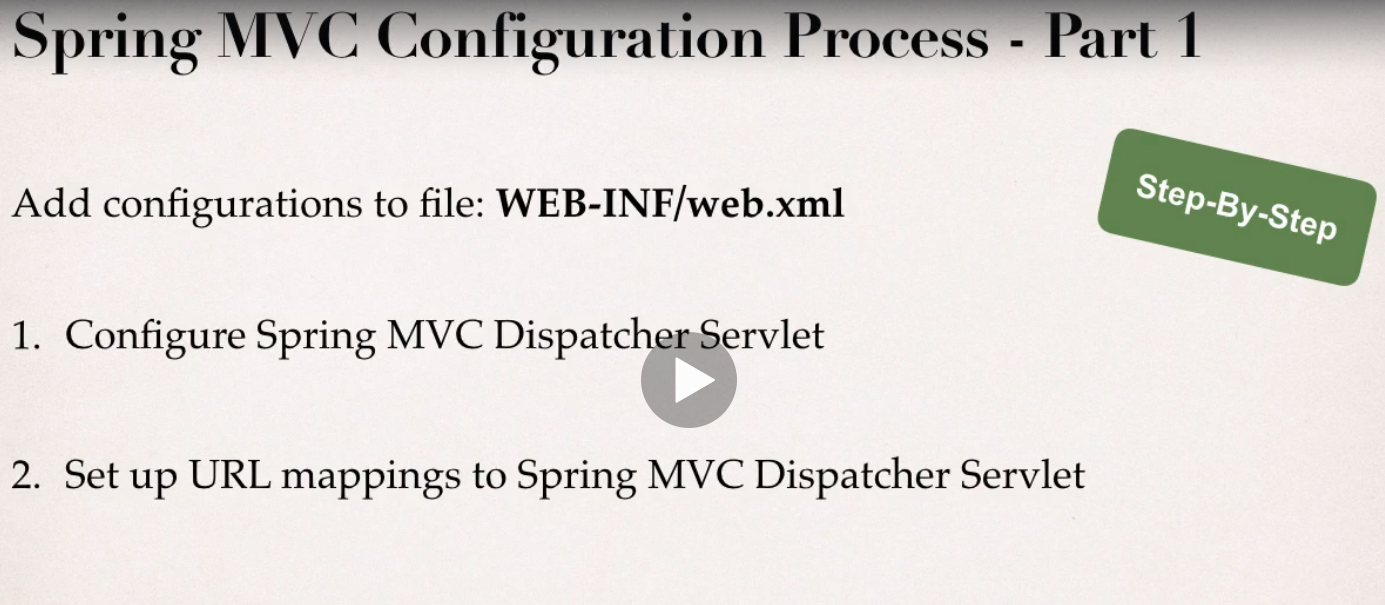 Spring MVC Configuration Process - Part 1
Step-By-Step
Add configurations to file: WEB-INF/web.xml
1. Configure Spring MVC Dispatcher Servlet
2. Set up URL mappings to Spring MVC Dispatcher Servlet